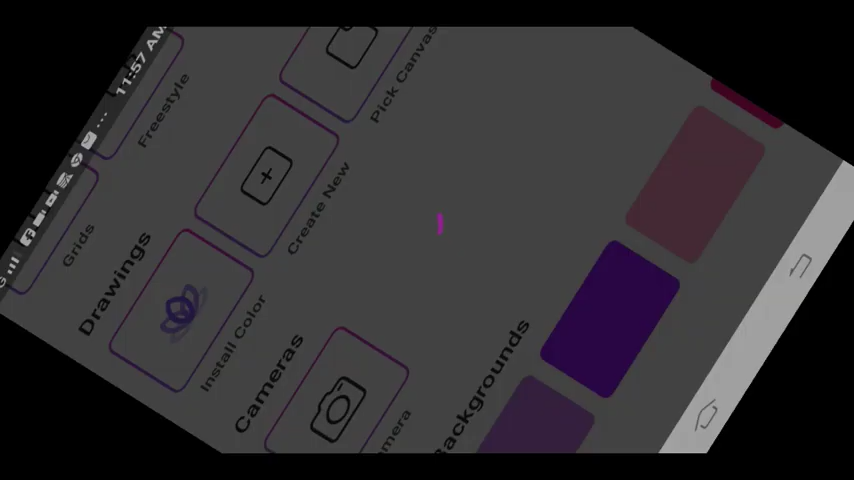 11:57 AM
Grids
Freestyle
Drawings
Install Color
Create New
Pick Canvas
Cameras
Backgrounds